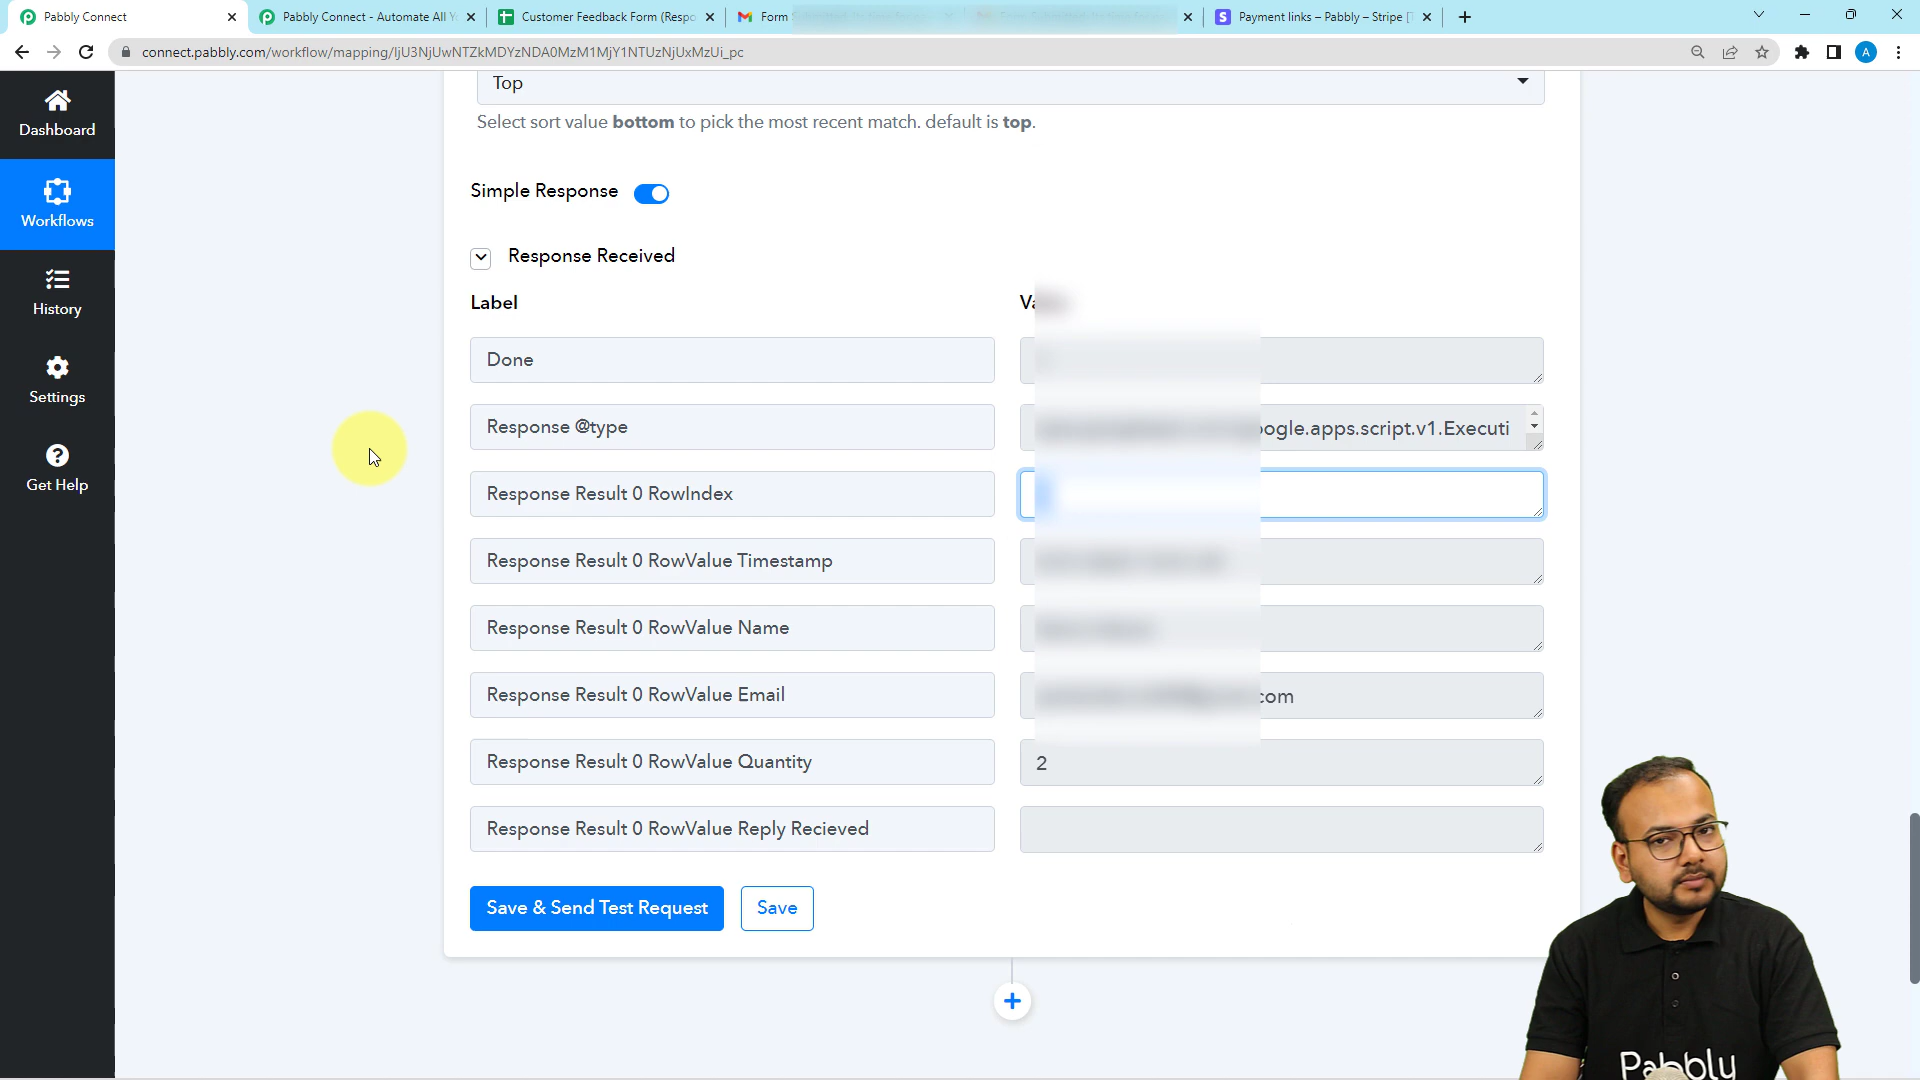 Pabbly Connect
Pabbly Connect - Automate All Y
Customer Feedback Form (Respo
Form
Payment links – Pabbly – Stripe [T
connect.pabbly.com/workflow/mapping/IjU3NjUwNTZkMDYzNDA0MzM1MjY1NTUzNjUxMzUi_pc
A
Dashboard
Workflows
History
Settings
Get Help
Top
Select sort value bottom to pick the most recent match. default is top.
Simple Response
Response Received
Label
Done
Response @type
ogle.apps.script.v1.Executi
Response Result 0 RowIndex
Response Result 0 RowValue Timestamp
Response Result 0 RowValue Name
Response Result 0 RowValue Email
com
Response Result 0 RowValue Quantity
2
Response Result 0 RowValue Reply Recieved
Save & Send Test Request
Save
Pabbly